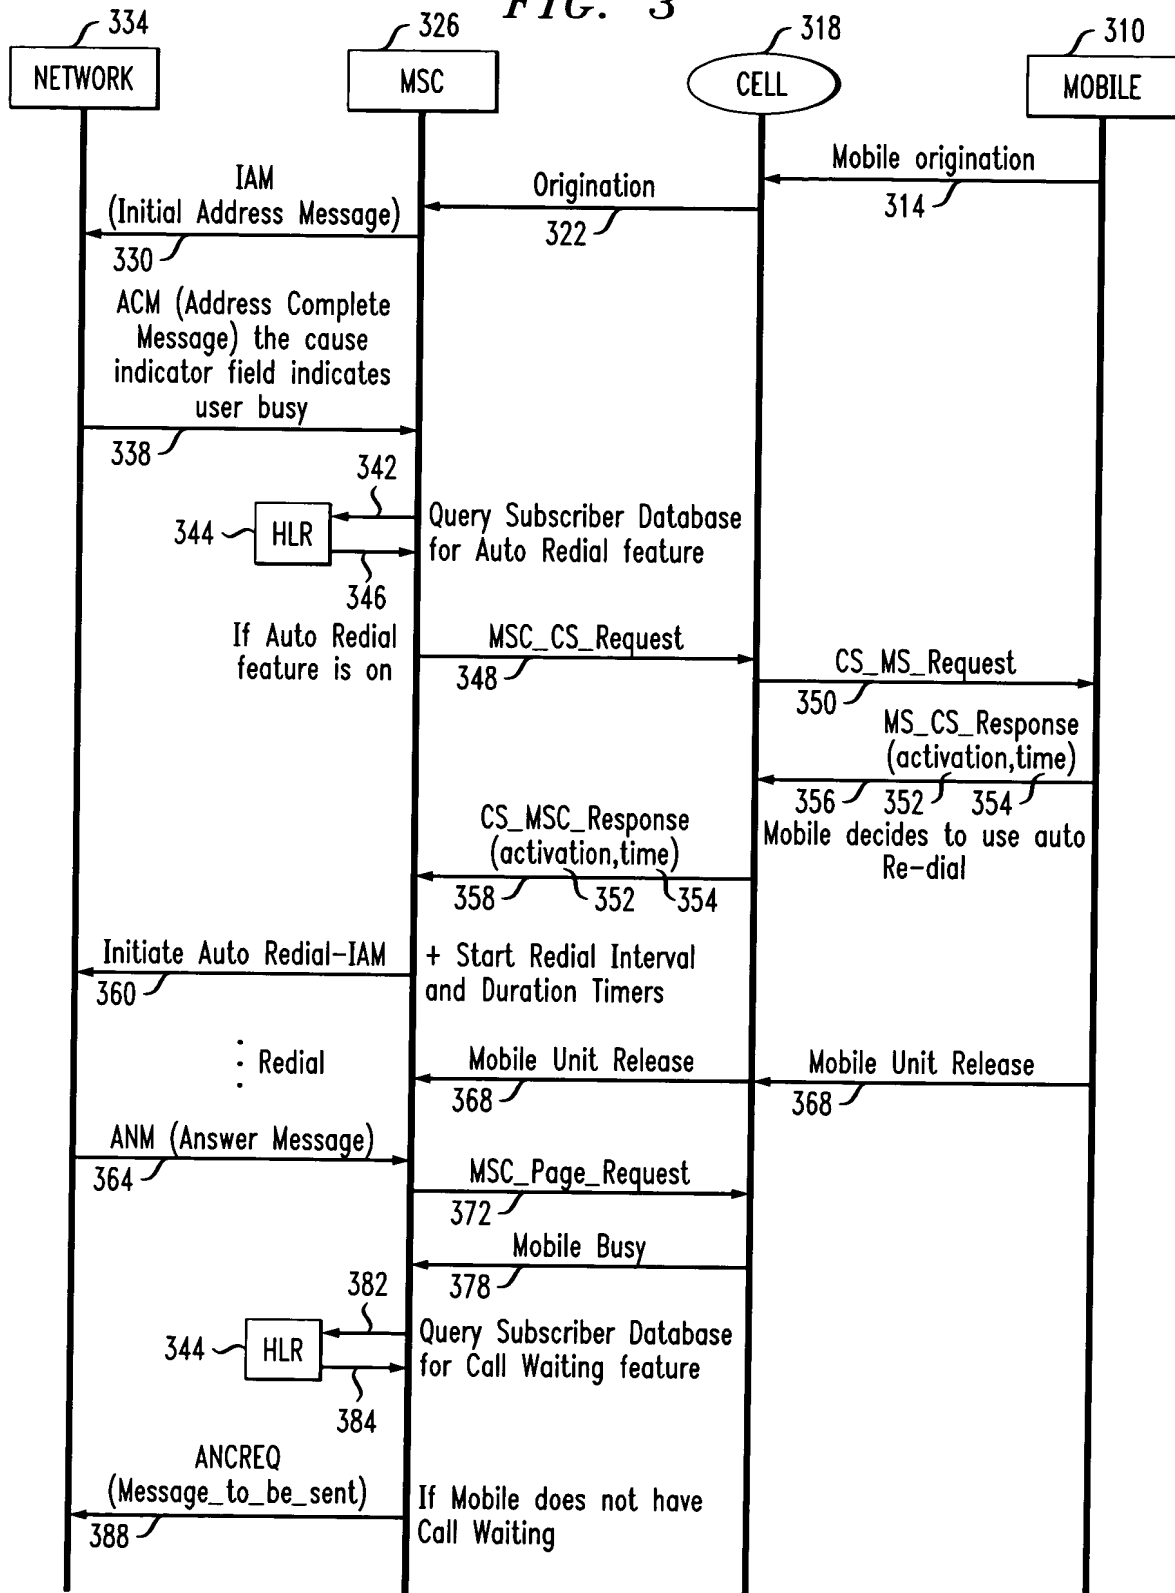 FIG. 3
334
326
318
310
NETWORK
MSC
CELL
MOBILE
Mobile origination
314
Origination
322
IAM
(Initial Address Message)
330
ACM (Address Complete
Message) the cause
indicator field indicates
user busy
338
342
344
HLR
Query Subscriber Database
for Auto Redial feature
346
If Auto Redial
feature is on
MSC_CS_Request
348
CS_MS_Request
350
MS_CS_Response
(activation,time)
356
352
354
Mobile decides to use auto
Re-dial
CS_MSC_Response
(activation,time)
358
352
354
Initiate Auto Redial-IAM
360
+ Start Redial Interval
and Duration Timers
Redial
Mobile Unit Release
368
Mobile Unit Release
368
ANM (Answer Message)
364
MSC_Page_Request
372
Mobile Busy
378
382
344
HLR
Query Subscriber Database
for Call Waiting feature
384
ANCREQ
(Message_to_be_sent)
388
If Mobile does not have
Call Waiting